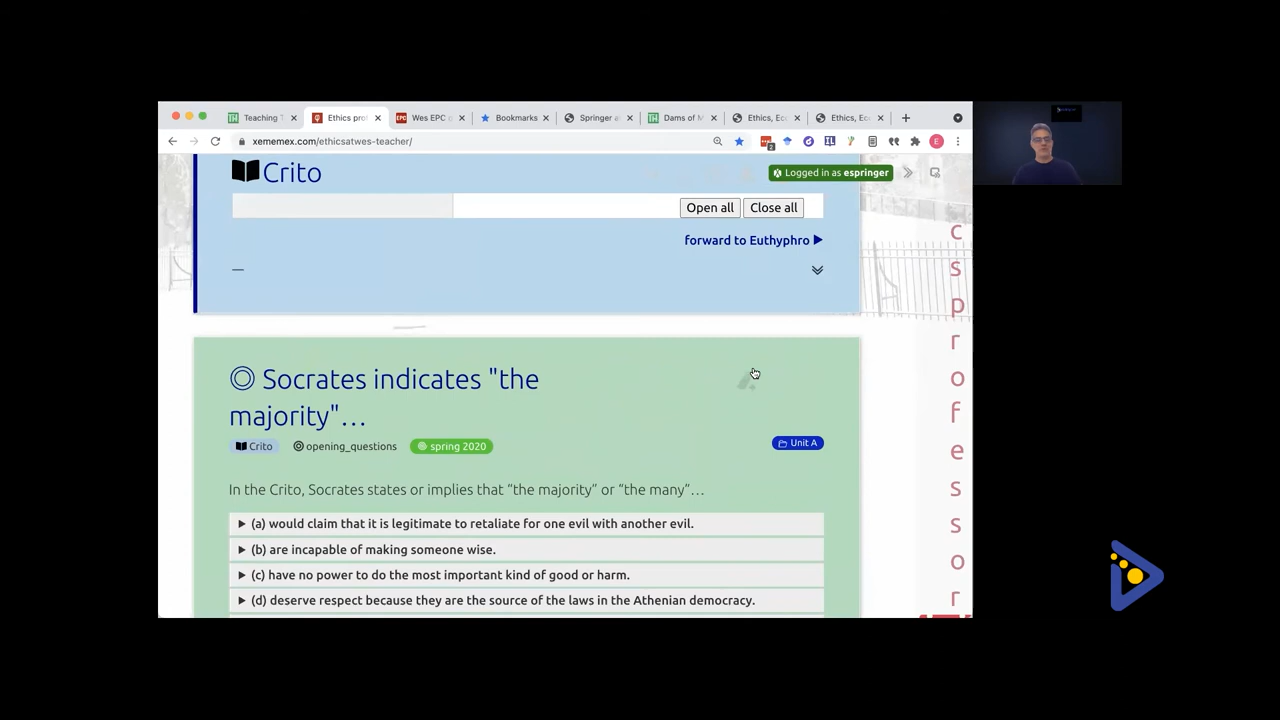 Teaching T
Ethics prof
Wes EPC
Bookmarks
Springer a
Dams of M
Ethics, Ec
Ethics, Ec
xememex.com/ethicsatwes-teacher/
Crito
Logged in as espringer
Open all
Close all
forward to Euthyphro
Socrates indicates "the
majority"…
Crito
opening_questions
spring 2020
Unit A
In the Crito, Socrates states or implies that “the majority” or “the many”…
(a) would claim that it is legitimate to retaliate for one evil with another evil.
(b) are incapable of making someone wise.
(c) have no power to do the most important kind of good or harm.
(d) deserve respect because they are the source of the laws in the Athenian democracy.
csprofessor